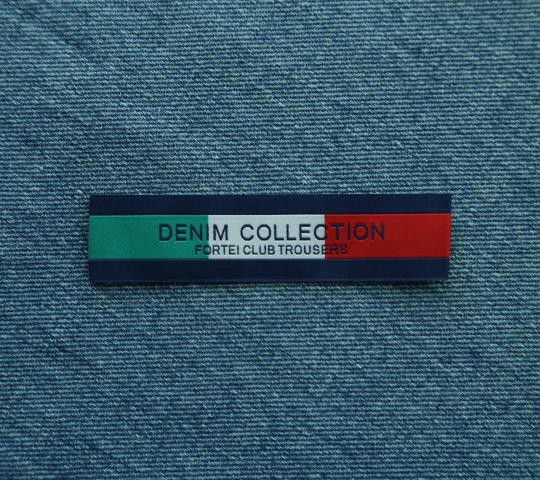 DENIM COLLECTION
FORTEI CLUB TROUSERS